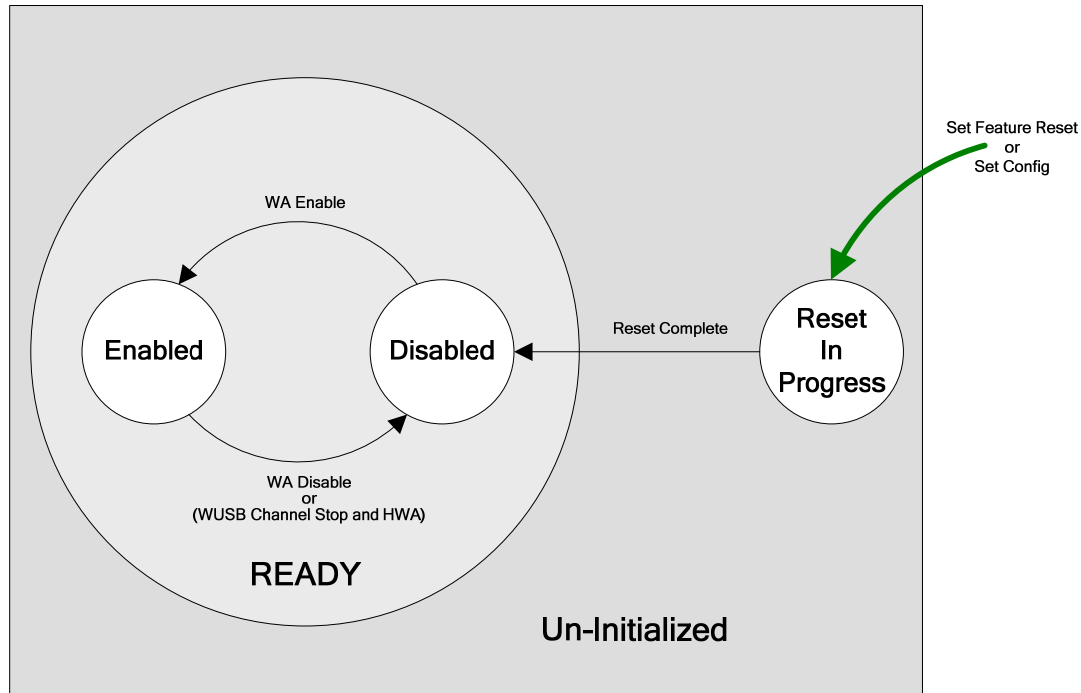 Set Feature Reset
or
Set Config
WA Enable
Enabled
Disabled
Reset Complete
Reset
In
Progress
WA Disable
or
(WUSB Channel Stop and HWA)
READY
Un-Initialized